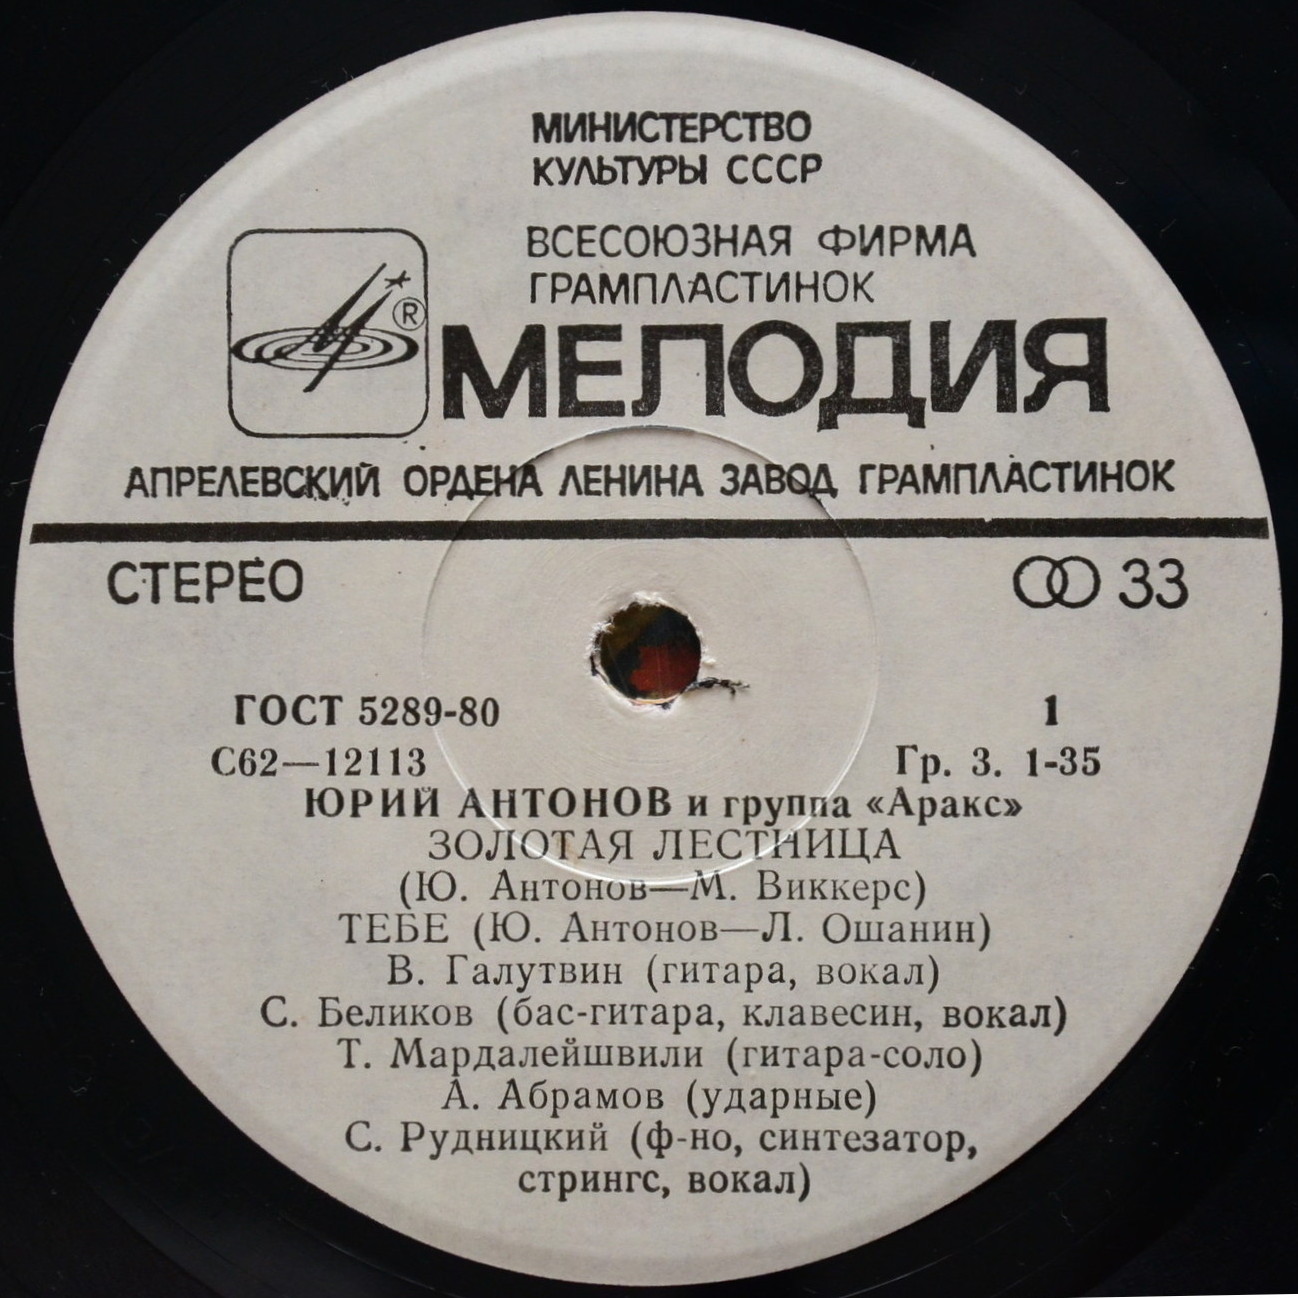 МИНИСТЕРСТВО
КУЛЬТУРЫ СССР
ВСЕСОЮЗНАЯ ФИРМА
ГРАМПЛАСТИНОК
®
МЕЛОДИЯ
АПРЕЛЕВСКИЙ ОРДЕНА ЛЕНИНА ЗАВОД ГРАМПЛАСТИНОК
СТЕРЕО 33
ГОСТ 5289-80 1
С62—12113 Гр. 3. 1-35
ЮРИЙ АНТОНОВ и группа «Аракс»
ЗОЛОТАЯ ЛЕСТНИЦА
(Ю. Антонов—М. Виккерс)
ТЕБЕ (Ю. Антонов—Л. Ошанин)
В. Галутвин (гитара, вокал)
С. Беликов (бас-гитара, клавесин, вокал)
Т. Мардалейшвили (гитара-соло)
А. Абрамов (ударные)
С. Рудницкий (ф-но, синтезатор,
стрингс, вокал)